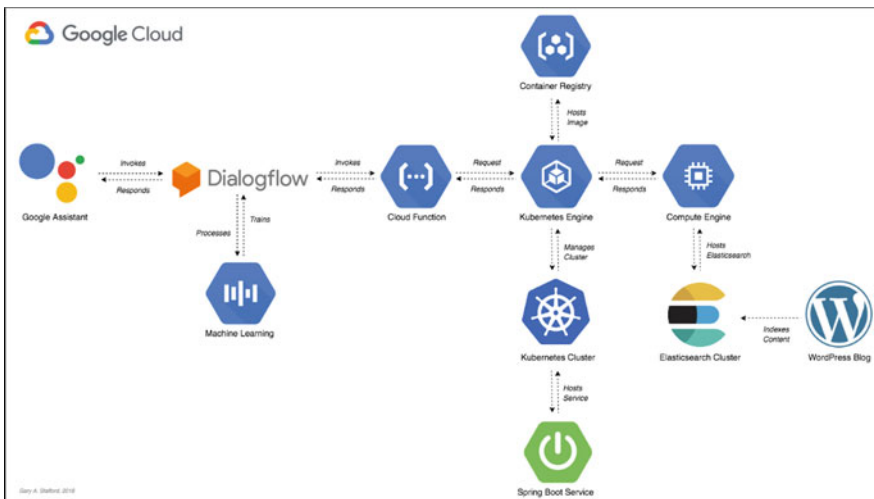 Google Cloud
Container Registry
Hosts
Image
Invokes
Responds
Dialogflow
Invokes
Responds
Request
Responds
Request
Responds
Google Assistant
Cloud Function
Kubernetes Engine
Compute Engine
Processes
Trains
Manages
Cluster
Hosts
Elasticsearch
Machine Learning
Kubernetes Cluster
Elasticsearch Cluster
Indexes
Content
WordPress Blog
Hosts
Service
Spring Boot Service
Gary A. Stafford, 2018